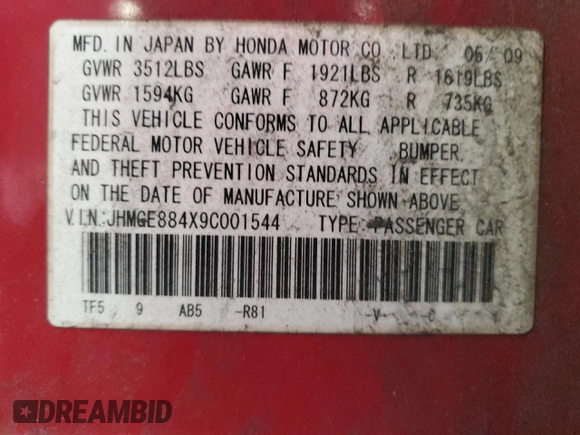 MFD. IN JAPAN BY HONDA MOTOR CO., LTD. 06/09
GVWR 3512LBS GAWR F 1921LBS R 1619LBS
GVWR 1594KG GAWR F 872KG R 735KG
THIS VEHICLE CONFORMS TO ALL APPLICABLE
FEDERAL MOTOR VEHICLE SAFETY, BUMPER,
AND THEFT PREVENTION STANDARDS IN EFFECT
ON THE DATE OF MANUFACTURE SHOWN ABOVE.
V.I.N:JHMGE884X9C001544 TYPE:PASSENGER CAR
TF5 9 AB5 -R81 -V- -C
DREAMBID